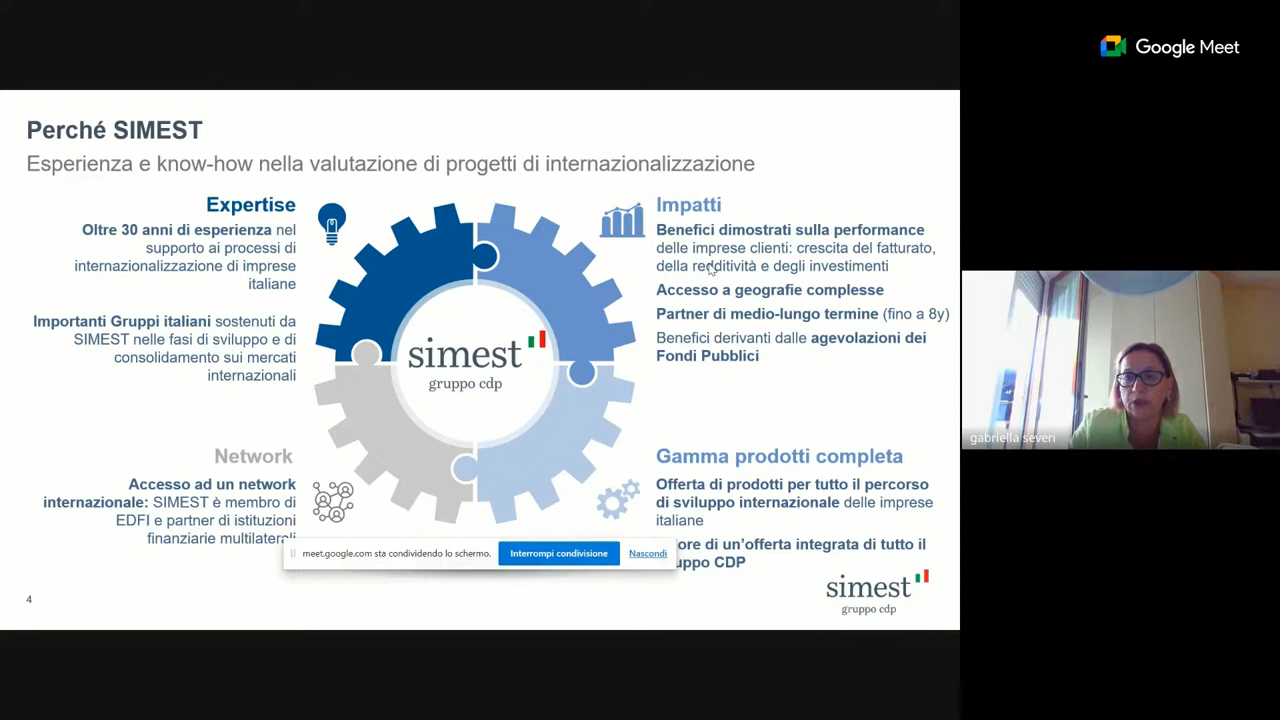 Google Meet
Perché SIMEST
Esperienza e know-how nella valutazione di progetti di internazionalizzazione
Expertise
Oltre 30 anni di esperienza nel
supporto ai processi di
internazionalizzazione di imprese
italiane
Importanti Gruppi italiani sostenuti da
SIMEST nelle fasi di sviluppo e di
consolidamento sui mercati
internazionali
Impatti
Benefici dimostrati sulla performance
delle imprese clienti: crescita del fatturato,
della redditività e degli investimenti
Accesso a geografie complesse
Partner di medio-lungo termine (fino a 8y)
Benefici derivanti dalle agevolazioni dei
Fondi Pubblici
simest
gruppo cdp
Network
Accesso ad un network
internazionale: SIMEST è membro di
EDFI e partner di istituzioni
finanziarie multilaterali
Gamma prodotti completa
Offerta di prodotti per tutto il percorso
di sviluppo internazionale delle imprese
italiane
ore di un'offerta integrata di tutto il
uppo CDP
meet.google.com sta condividendo lo schermo.
Interrompi condivisione
Nascondi
simest
gruppo cdp
4
gabriella severi